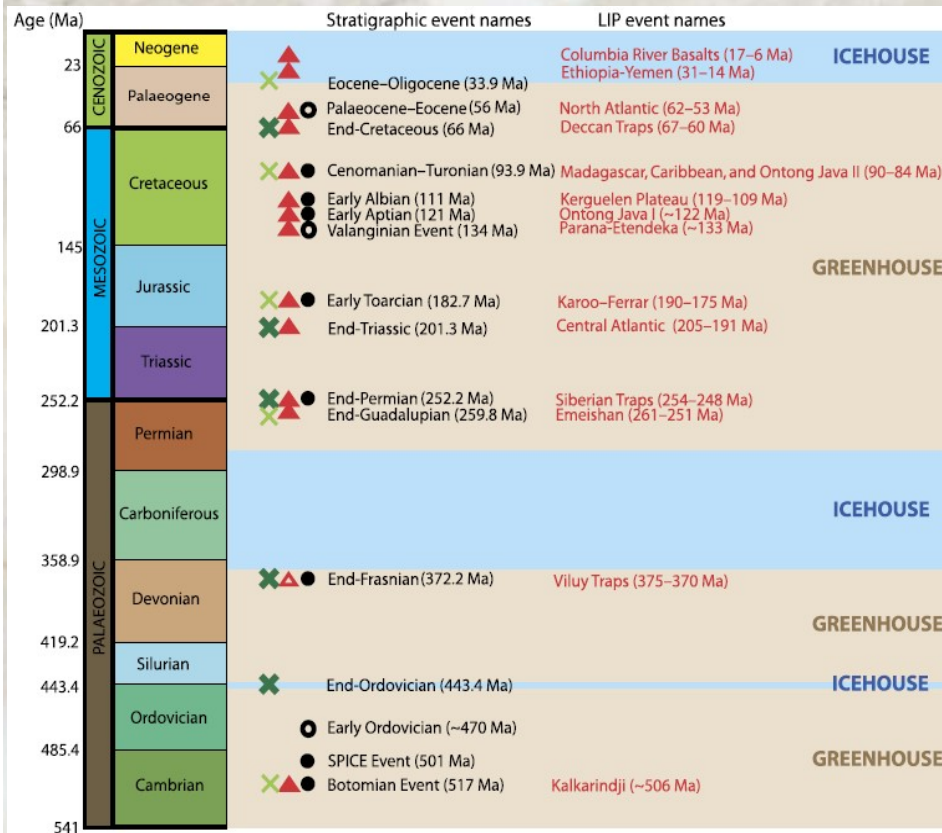 Age (Ma) Stratigraphic event names LIP event names
Neogene
Columbia River Basalts (17–6 Ma)
ICEHOUSE
23
Ethiopia-Yemen (31–14 Ma)
CENOZOIC
Eocene–Oligocene (33.9 Ma)
Palaeogene
Palaeocene–Eocene (56 Ma) North Atlantic (62–53 Ma)
66
End-Cretaceous (66 Ma) Deccan Traps (67–60 Ma)
Cenomanian–Turonian (93.9 Ma) Madagascar, Caribbean, and Ontong Java II (90–84 Ma)
Cretaceous
Early Albian (111 Ma) Kerguelen Plateau (119–109 Ma)
Early Aptian (121 Ma) Ontong Java I (~122 Ma)
Valanginian Event (134 Ma) Parana-Etendeka (~133 Ma)
145
MESOZOIC
GREENHOUSE
Jurassic
Early Toarcian (182.7 Ma) Karoo–Ferrar (190–175 Ma)
201.3
End-Triassic (201.3 Ma) Central Atlantic (205–191 Ma)
Triassic
252.2
End-Permian (252.2 Ma) Siberian Traps (254–248 Ma)
End-Guadalupian (259.8 Ma) Emeishan (261–251 Ma)
Permian
298.9
Carboniferous
ICEHOUSE
358.9
PALAEOZOIC
End-Frasnian (372.2 Ma) Viluy Traps (375–370 Ma)
Devonian
GREENHOUSE
419.2
Silurian
443.4
End-Ordovician (443.4 Ma)
ICEHOUSE
Ordovician
Early Ordovician (~470 Ma)
485.4
SPICE Event (501 Ma)
GREENHOUSE
Cambrian
Botomian Event (517 Ma) Kalkarindji (~506 Ma)
541